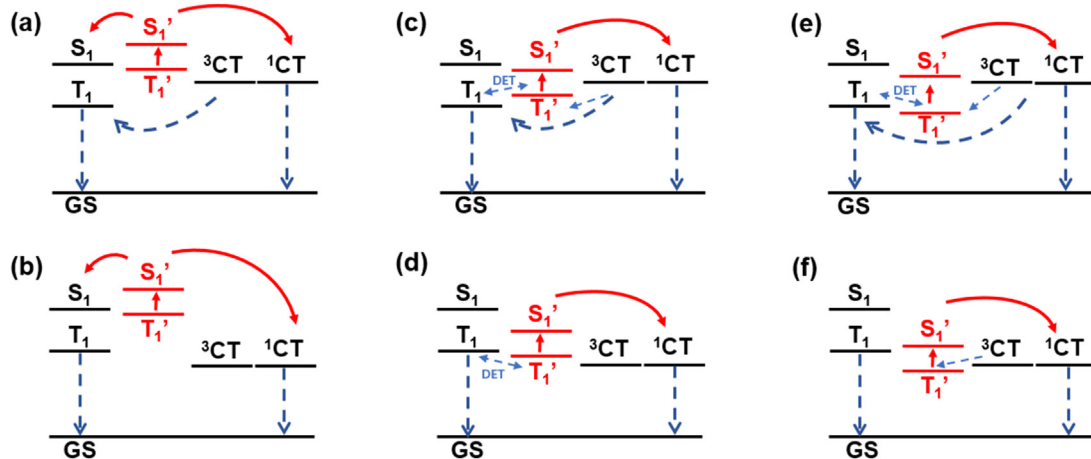 (a)
S₁
S₁’
³CT
¹CT
T₁
T₁’
GS
(b)
S₁
S₁’
T₁
T₁’
³CT
¹CT
GS
(c)
S₁
S₁’
³CT
¹CT
T₁
DET
T₁’
GS
(d)
S₁
S₁’
T₁
³CT
¹CT
DET
T₁’
GS
(e)
S₁
S₁’
³CT
¹CT
T₁
DET
T₁’
GS
(f)
S₁
S₁’
T₁
³CT
¹CT
T₁’
GS